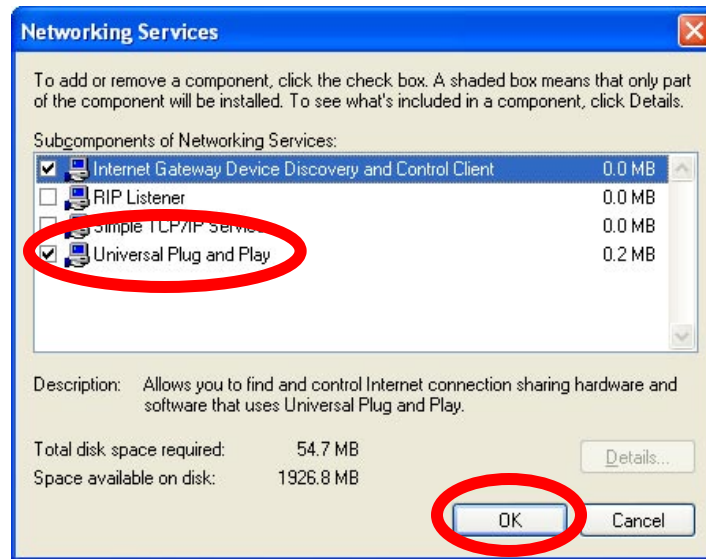 Networking Services
To add or remove a component, click the check box. A shaded box means that only part
of the component will be installed. To see what's included in a component, click Details.
Subcomponents of Networking Services:
Internet Gateway Device Discovery and Control Client 0.0 MB
RIP Listener 0.0 MB
Simple TCP/IP Services 0.0 MB
Universal Plug and Play 0.2 MB
Description: Allows you to find and control Internet connection sharing hardware and
software that uses Universal Plug and Play.
Total disk space required: 54.7 MB
Details...
Space available on disk: 1926.8 MB
OK Cancel